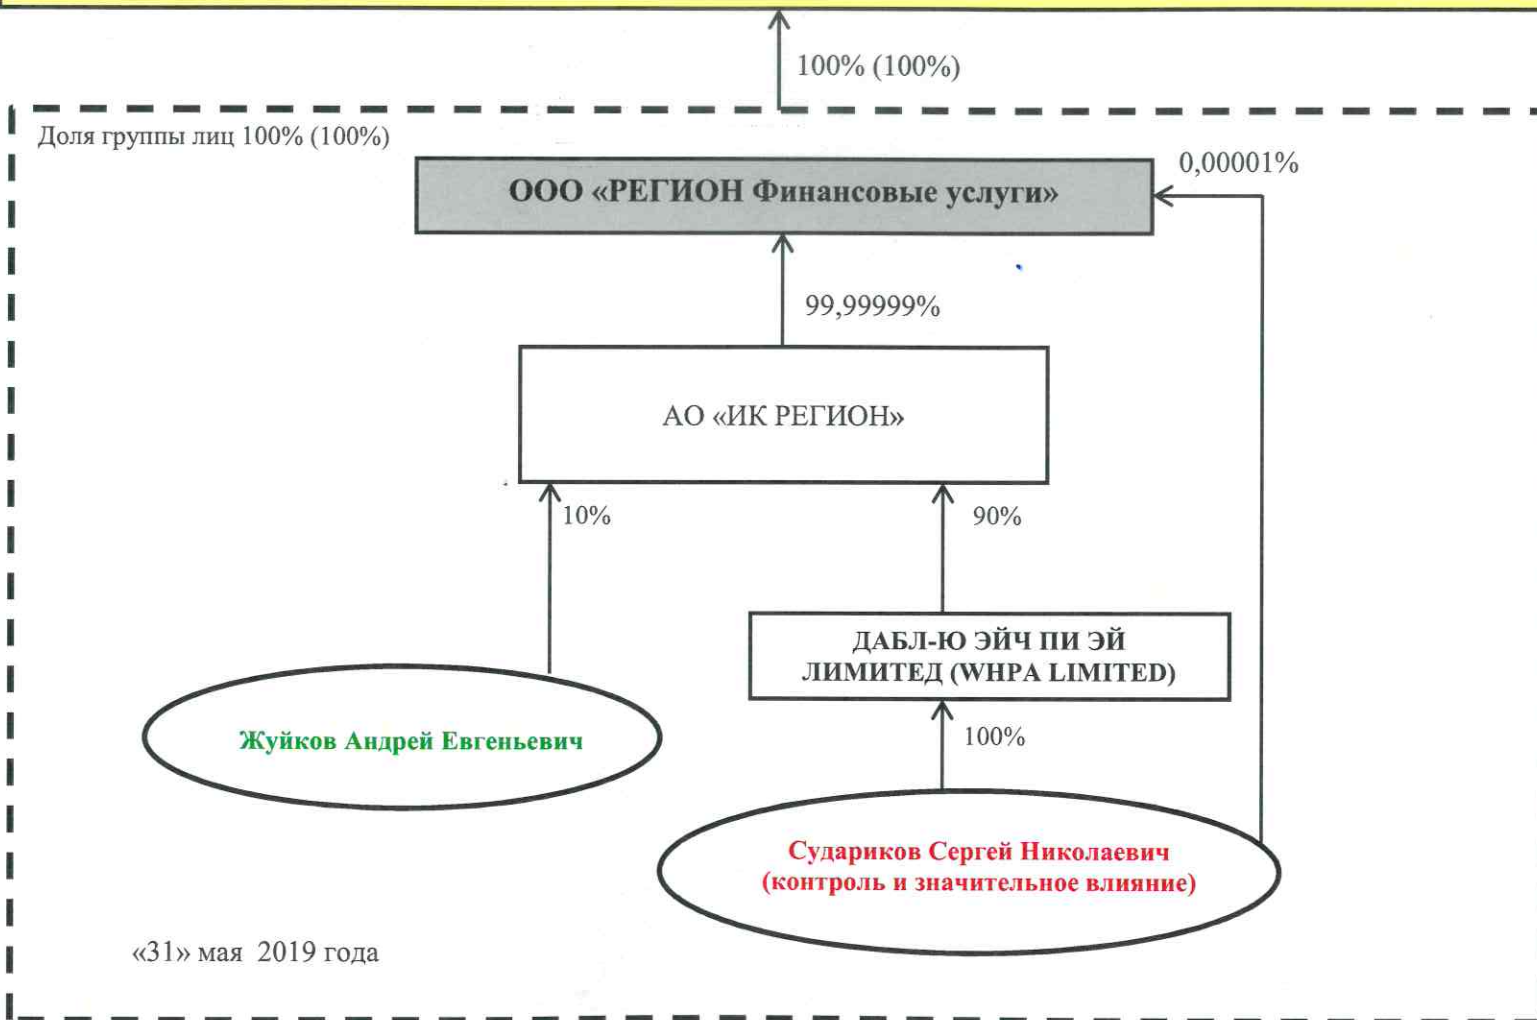 100% (100%)
Доля группы лиц 100% (100%)
0,00001%
ООО «РЕГИОН Финансовые услуги»
99,99999%
АО «ИК РЕГИОН»
10%
90%
ДАБЛ-Ю ЭЙЧ ПИ ЭЙ
ЛИМИТЕД (WHPA LIMITED)
100%
Жуйков Андрей Евгеньевич
Судариков Сергей Николаевич
(контроль и значительное влияние)
«31» мая 2019 года